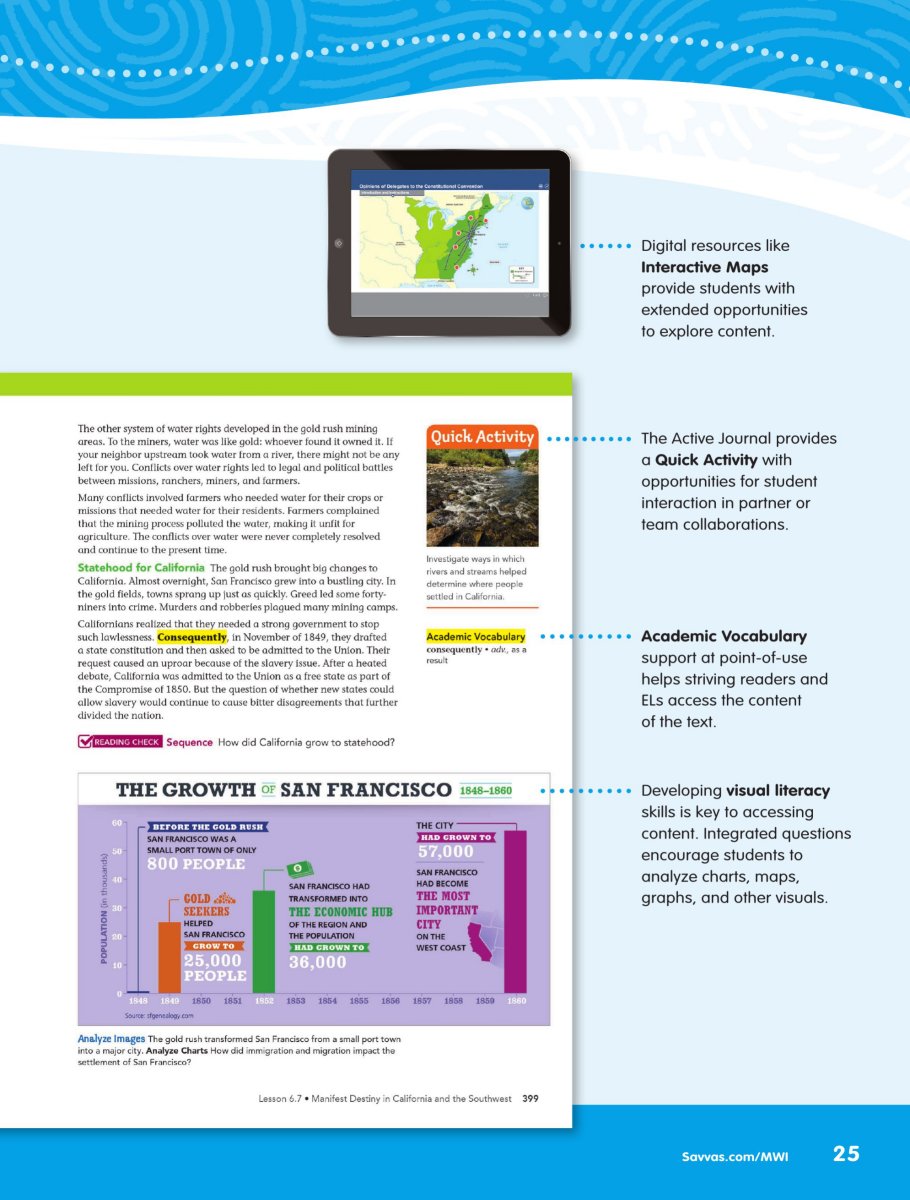 Opinions of Delegates to the Constitutional Convention
Introduction and Instructions
Digital resources like
Interactive Maps
provide students with
extended opportunities
to explore content.
The other system of water rights developed in the gold rush mining
areas. To the miners, water was like gold: whoever found it owned it. If
your neighbor upstream took water from a river, there might not be any
left for you. Conflicts over water rights led to legal and political battles
between missions, ranchers, miners, and farmers.
Many conflicts involved farmers who needed water for their crops or
missions that needed water for their residents. Farmers complained
that the mining process polluted the water, making it unfit for
agriculture. The conflicts over water were never completely resolved
and continue to the present time.
Statehood for California The gold rush brought big changes to
California. Almost overnight, San Francisco grew into a bustling city. In
the gold fields, towns sprang up just as quickly. Greed led some forty-
niners into crime. Murders and robberies plagued many mining camps.
Californians realized that they needed a strong government to stop
such lawlessness. Consequently, in November of 1849, they drafted
a state constitution and then asked to be admitted to the Union. Their
request caused an uproar because of the slavery issue. After a heated
debate, California was admitted to the Union as a free state as part of
the Compromise of 1850. But the question of whether new states could
allow slavery would continue to cause bitter disagreements that further
divided the nation.
READING CHECK Sequence How did California grow to statehood?
Quick Activity
Investigate ways in which
rivers and streams helped
determine where people
settled in California.
Academic Vocabulary
consequently • adv., as a
result
The Active Journal provides
a Quick Activity with
opportunities for student
interaction in partner or
team collaborations.
Academic Vocabulary
support at point-of-use
helps striving readers and
ELs access the content
of the text.
THE GROWTH OF SAN FRANCISCO 1848–1860
POPULATION (in thousands)
60
50
40
30
20
10
0
BEFORE THE GOLD RUSH
SAN FRANCISCO WAS A
SMALL PORT TOWN OF ONLY
800 PEOPLE
GOLD
SEEKERS
HELPED
SAN FRANCISCO
GROW TO
25,000
PEOPLE
SAN FRANCISCO HAD
TRANSFORMED INTO
THE ECONOMIC HUB
OF THE REGION AND
THE POPULATION
HAD GROWN TO
36,000
THE CITY
HAD GROWN TO
57,000
SAN FRANCISCO
HAD BECOME
THE MOST
IMPORTANT
CITY
ON THE
WEST COAST
1848 1849 1850 1851 1852 1853 1854 1855 1856 1857 1858 1859 1860
Source: sfgenealogy.com
Developing visual literacy
skills is key to accessing
content. Integrated questions
encourage students to
analyze charts, maps,
graphs, and other visuals.
Analyze Images The gold rush transformed San Francisco from a small port town
into a major city. Analyze Charts How did immigration and migration impact the
settlement of San Francisco?
Lesson 6.7 • Manifest Destiny in California and the Southwest 399
Savvas.com/MWI 25